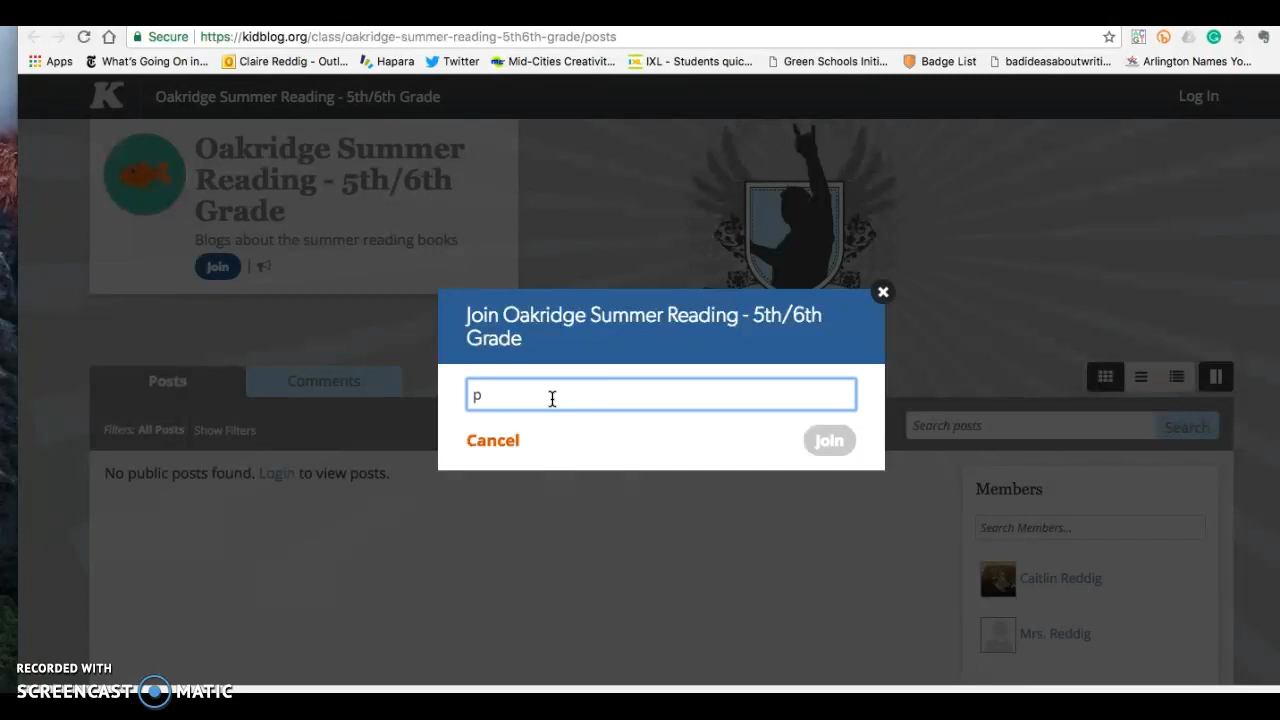 Secure https://kidblog.org/class/oakridge-summer-reading-5th6th-grade/posts
Apps What's Going On in... Claire Reddig - Outl... Hapara Twitter Mid-Cities Creativit... IXL - Students quic... Green Schools Initi... Badge List badideasaboutwriti... Arlington Names Yo...
K Oakridge Summer Reading - 5th/6th Grade Log In
Oakridge Summer
Reading - 5th/6th
Grade
Blogs about the summer reading books
Join
Join Oakridge Summer Reading - 5th/6th
Grade
p
Cancel Join
Posts Comments
Filters: All Posts Show Filters Search posts Search
No public posts found. Login to view posts.
Members
Search Members...
Caitlin Reddig
Mrs. Reddig
RECORDED WITH
SCREENCAST MATIC